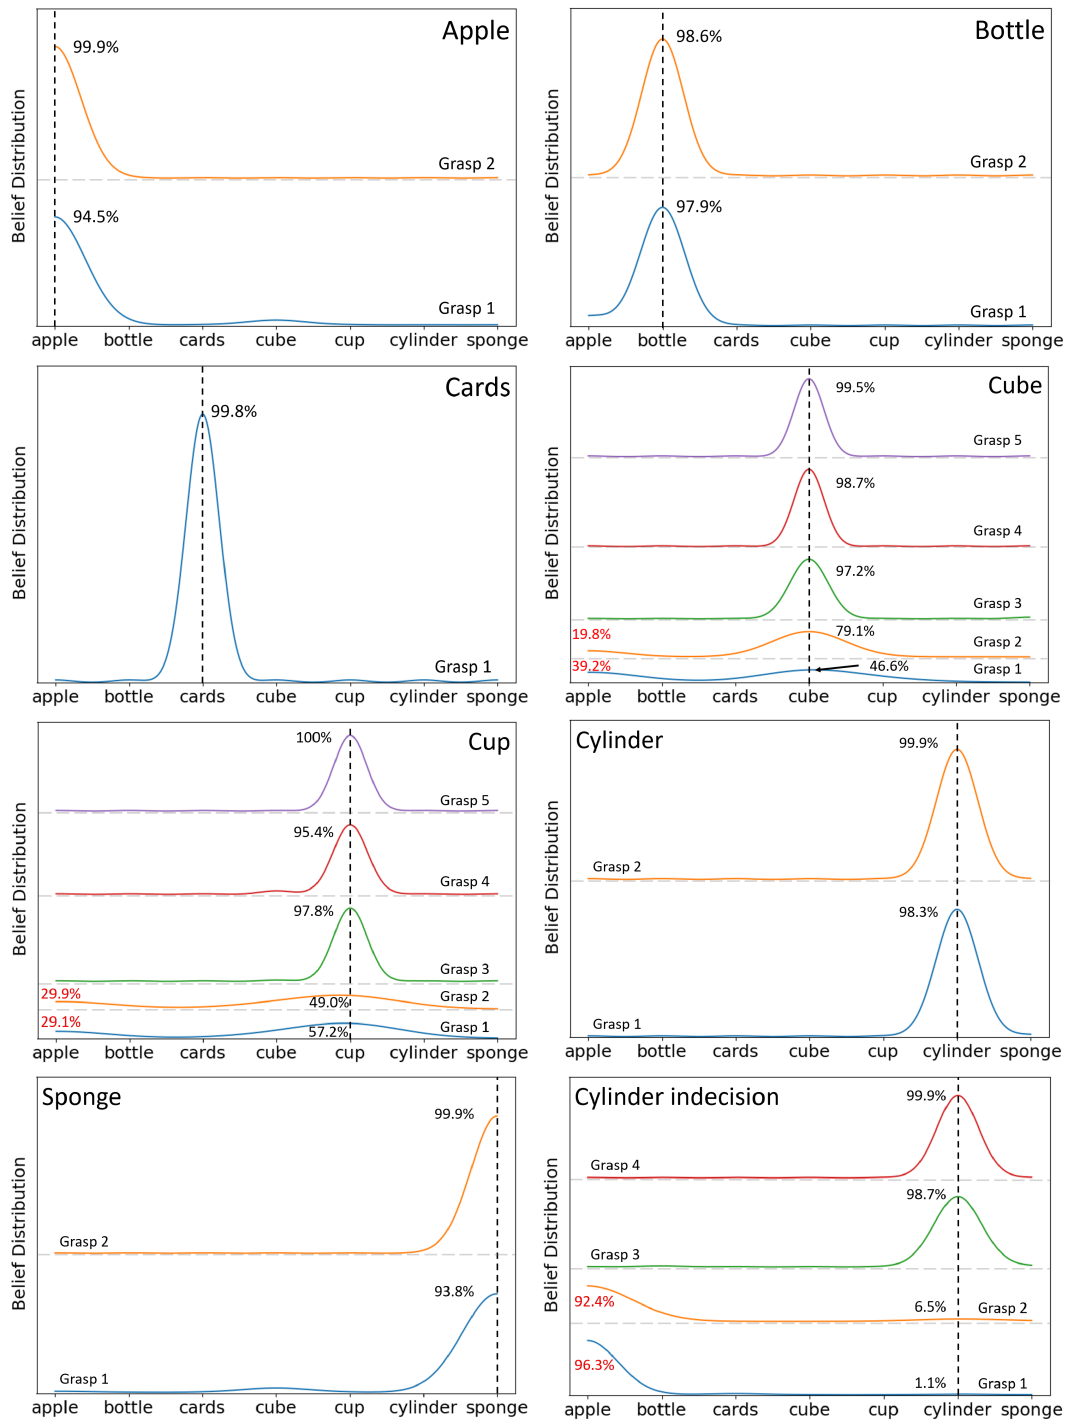 Apple
99.9%
Grasp 2
94.5%
Grasp 1
Belief Distribution
apple bottle cards cube cup cylinder sponge
Bottle
98.6%
Grasp 2
97.9%
Grasp 1
Belief Distribution
apple bottle cards cube cup cylinder sponge
Cards
99.8%
Grasp 1
Belief Distribution
apple bottle cards cube cup cylinder sponge
Cube
99.5%
Grasp 5
98.7%
Grasp 4
97.2%
Grasp 3
19.8% 79.1% Grasp 2
39.2% 46.6% Grasp 1
Belief Distribution
apple bottle cards cube cup cylinder sponge
Cup
100%
Grasp 5
95.4%
Grasp 4
97.8%
Grasp 3
29.9% 49.0% Grasp 2
29.1% 57.2% Grasp 1
Belief Distribution
apple bottle cards cube cup cylinder sponge
Cylinder
99.9%
Grasp 2
98.3%
Grasp 1
Belief Distribution
apple bottle cards cube cup cylinder sponge
Sponge
99.9%
Grasp 2
93.8%
Grasp 1
Belief Distribution
apple bottle cards cube cup cylinder sponge
Cylinder indecision
99.9%
Grasp 4
98.7%
Grasp 3
92.4% 6.5% Grasp 2
96.3%
1.1% Grasp 1
Belief Distribution
apple bottle cards cube cup cylinder sponge